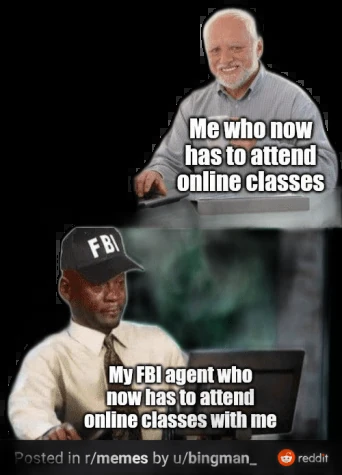 Me who now
has to attend
online classes
FBI
My FBI agent who
now has to attend
online classes with me
Posted in r/memes by u/bingman_ reddit